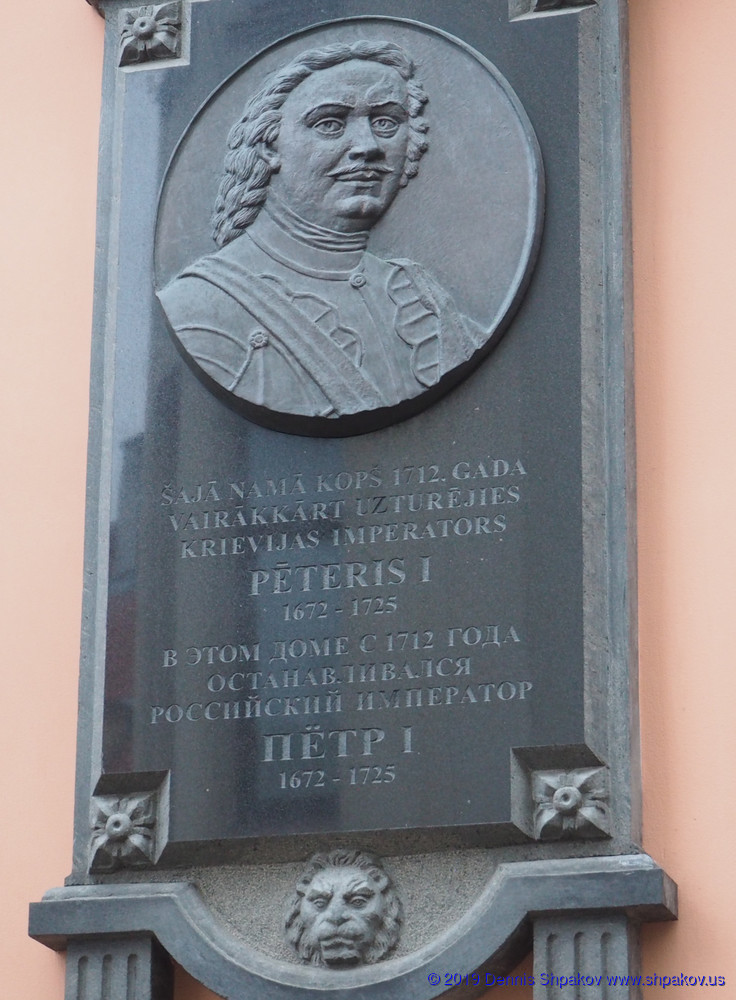 ŠAJĀ NAMĀ KOPŠ 1712. GADA
VAIRĀKKĀRT UZTURĒJIES
KRIEVIJAS IMPERATORS
PĒTERIS I
1672 - 1725
В ЭТОМ ДОМЕ С 1712 ГОДА
ОСТАНАВЛИВАЛСЯ
РОССИЙСКИЙ ИМПЕРАТОР
ПЁТР I
1672 - 1725
© 2019 Dennis Shpakov www.shpakov.us